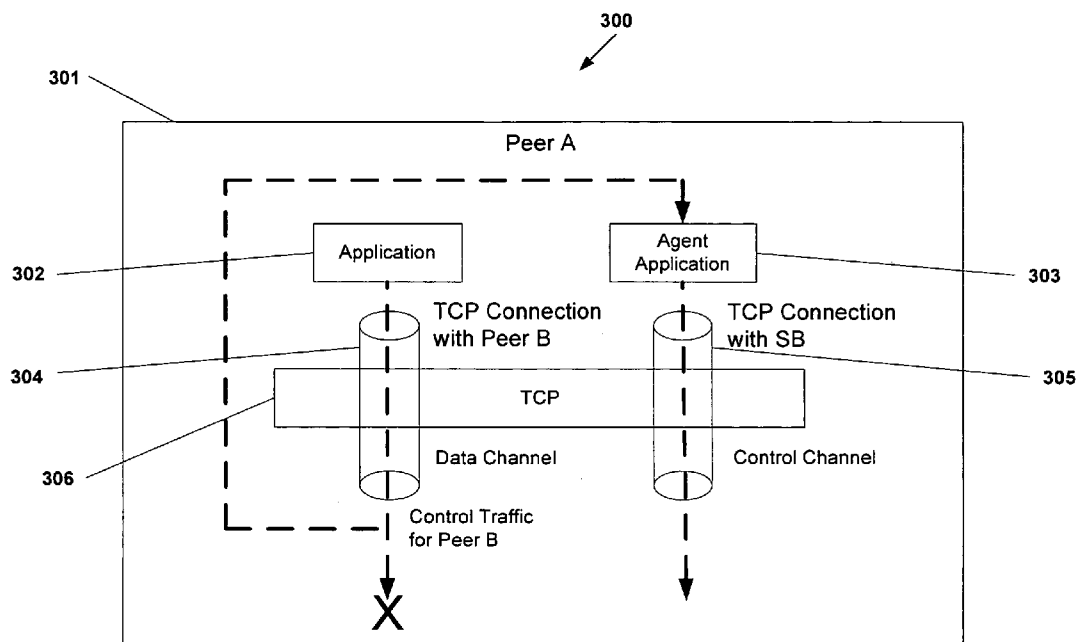 300
301
Peer A
Application
Agent
Application
302
303
TCP Connection
with Peer B
TCP Connection
with SB
304
305
TCP
306
Data Channel
Control Channel
Control Traffic
for Peer B
X